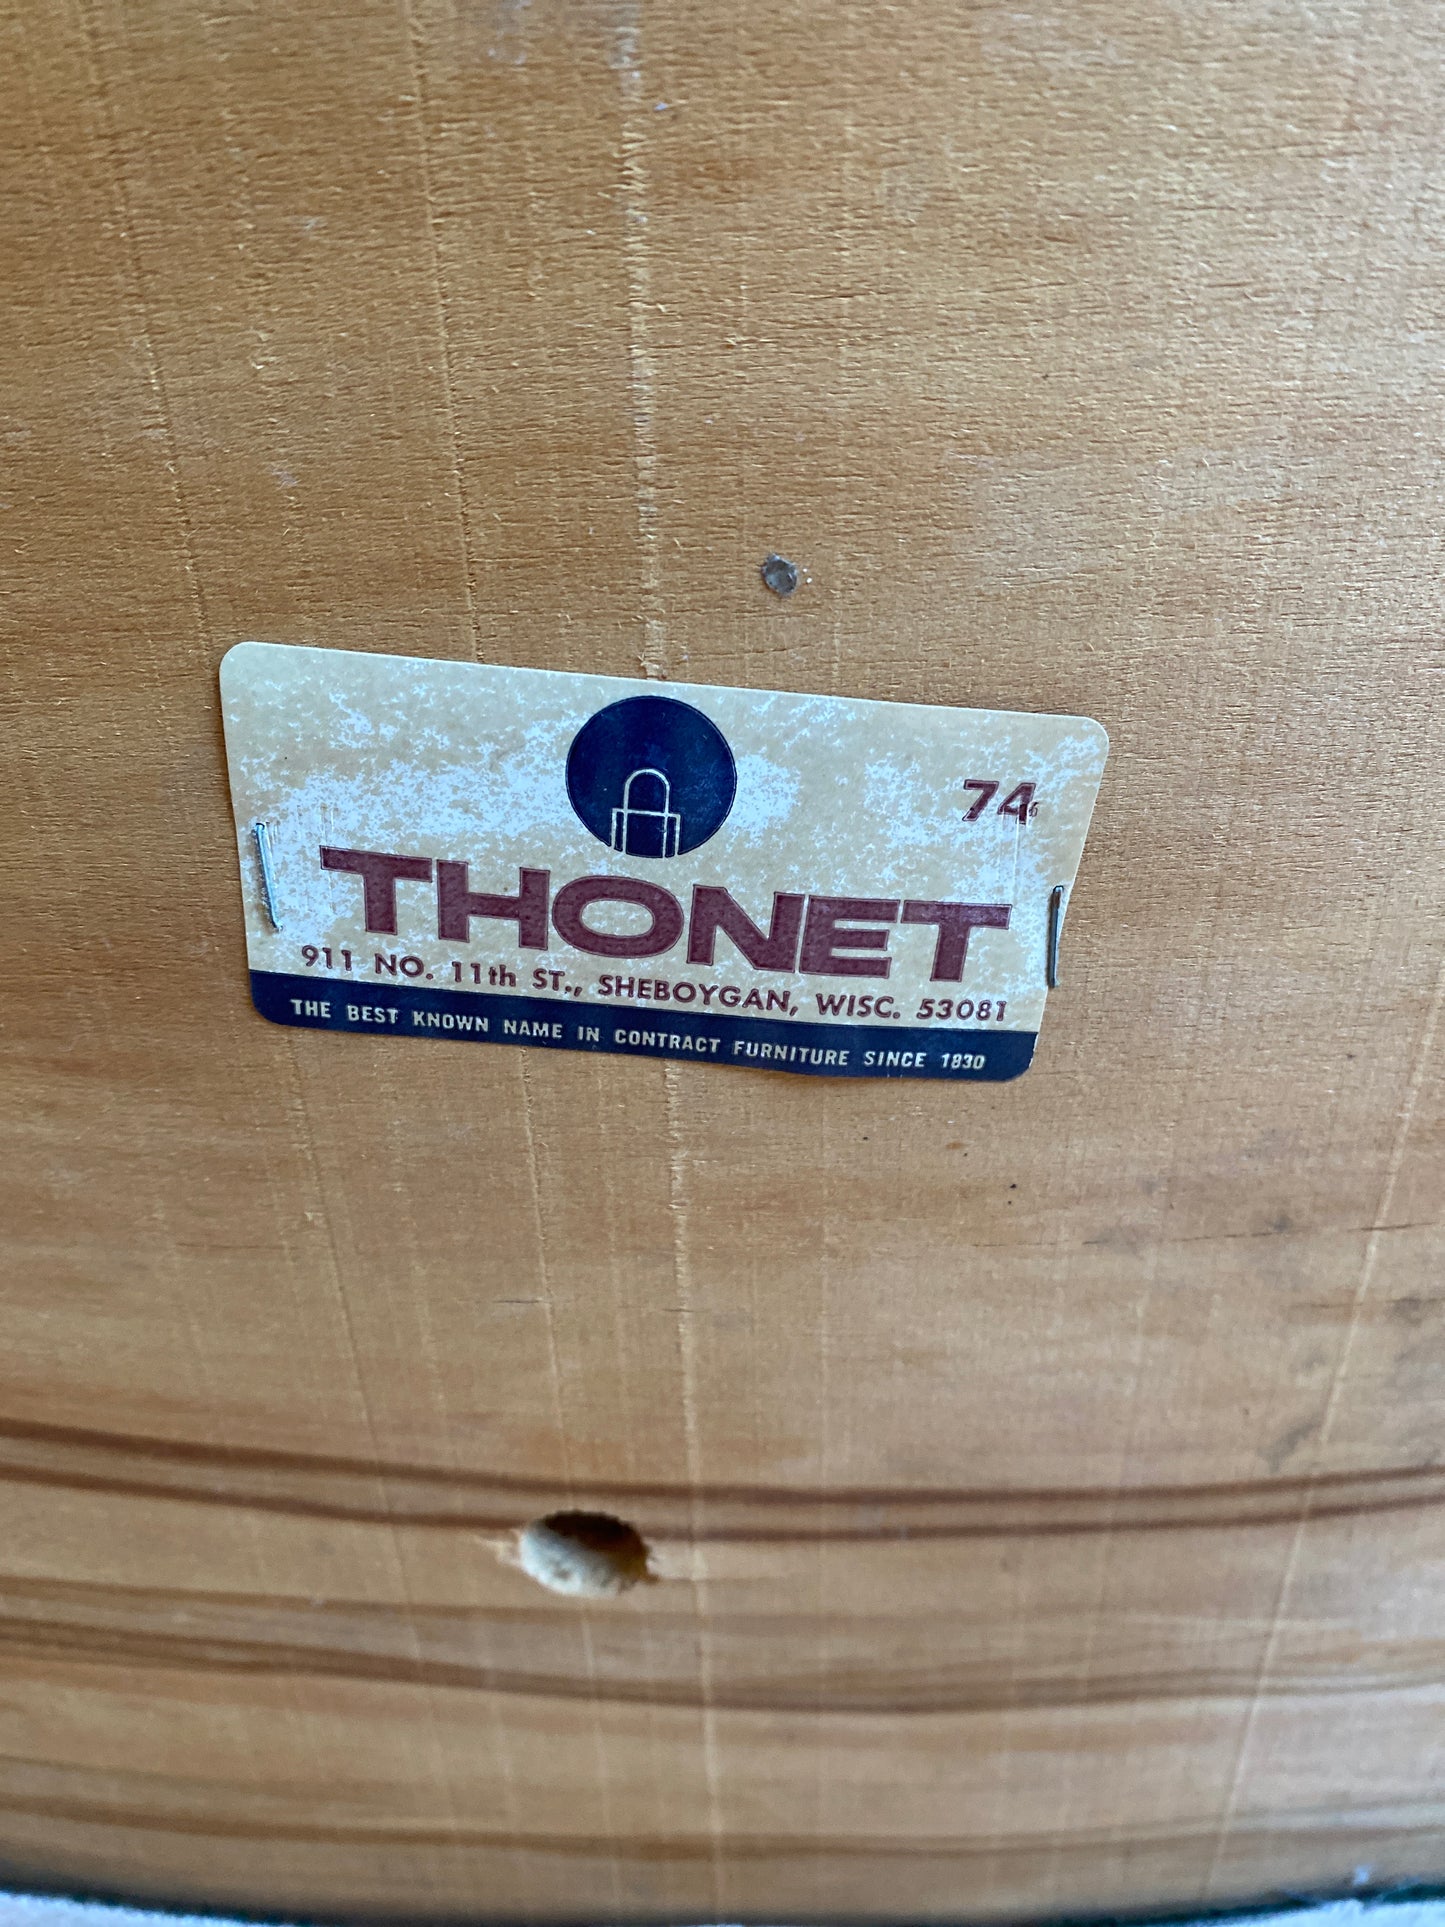 74
THONET
911 NO. 11th ST., SHEBOYGAN, WISC. 53081
THE BEST KNOWN NAME IN CONTRACT FURNITURE SINCE 1830